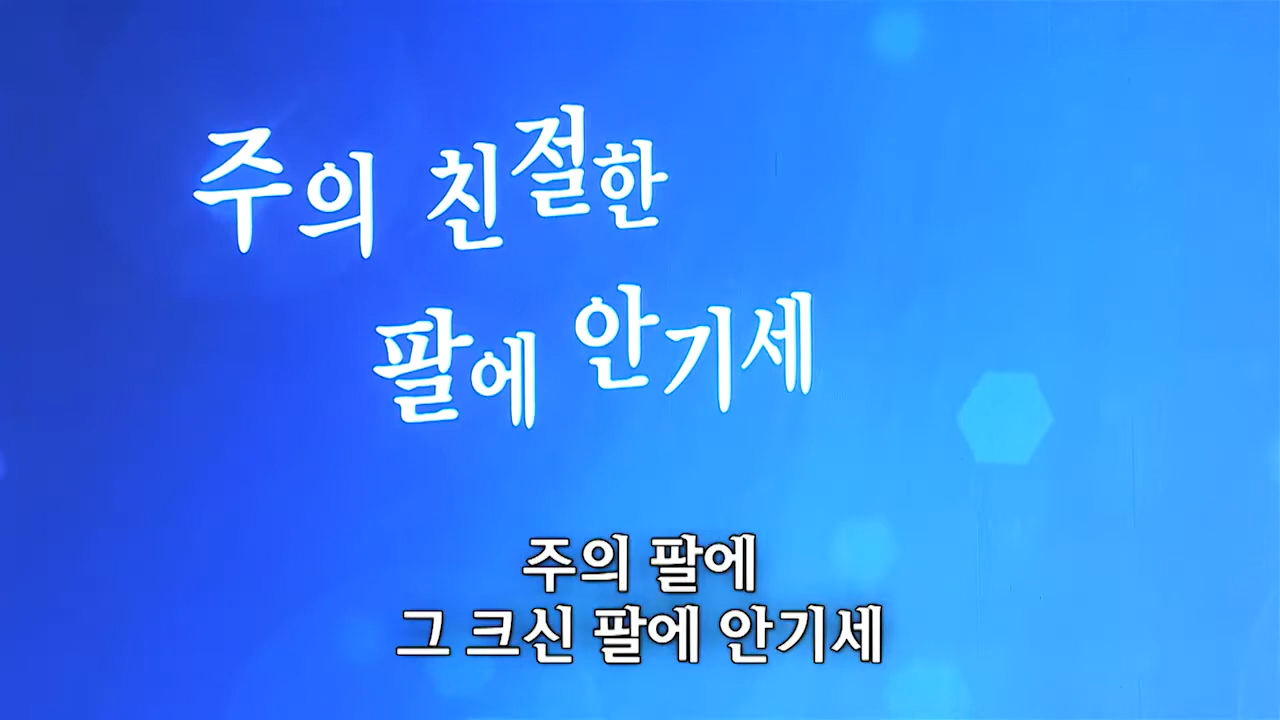 주의 친절한
팔에 안기세
주의 팔에
그 크신 팔에 안기세